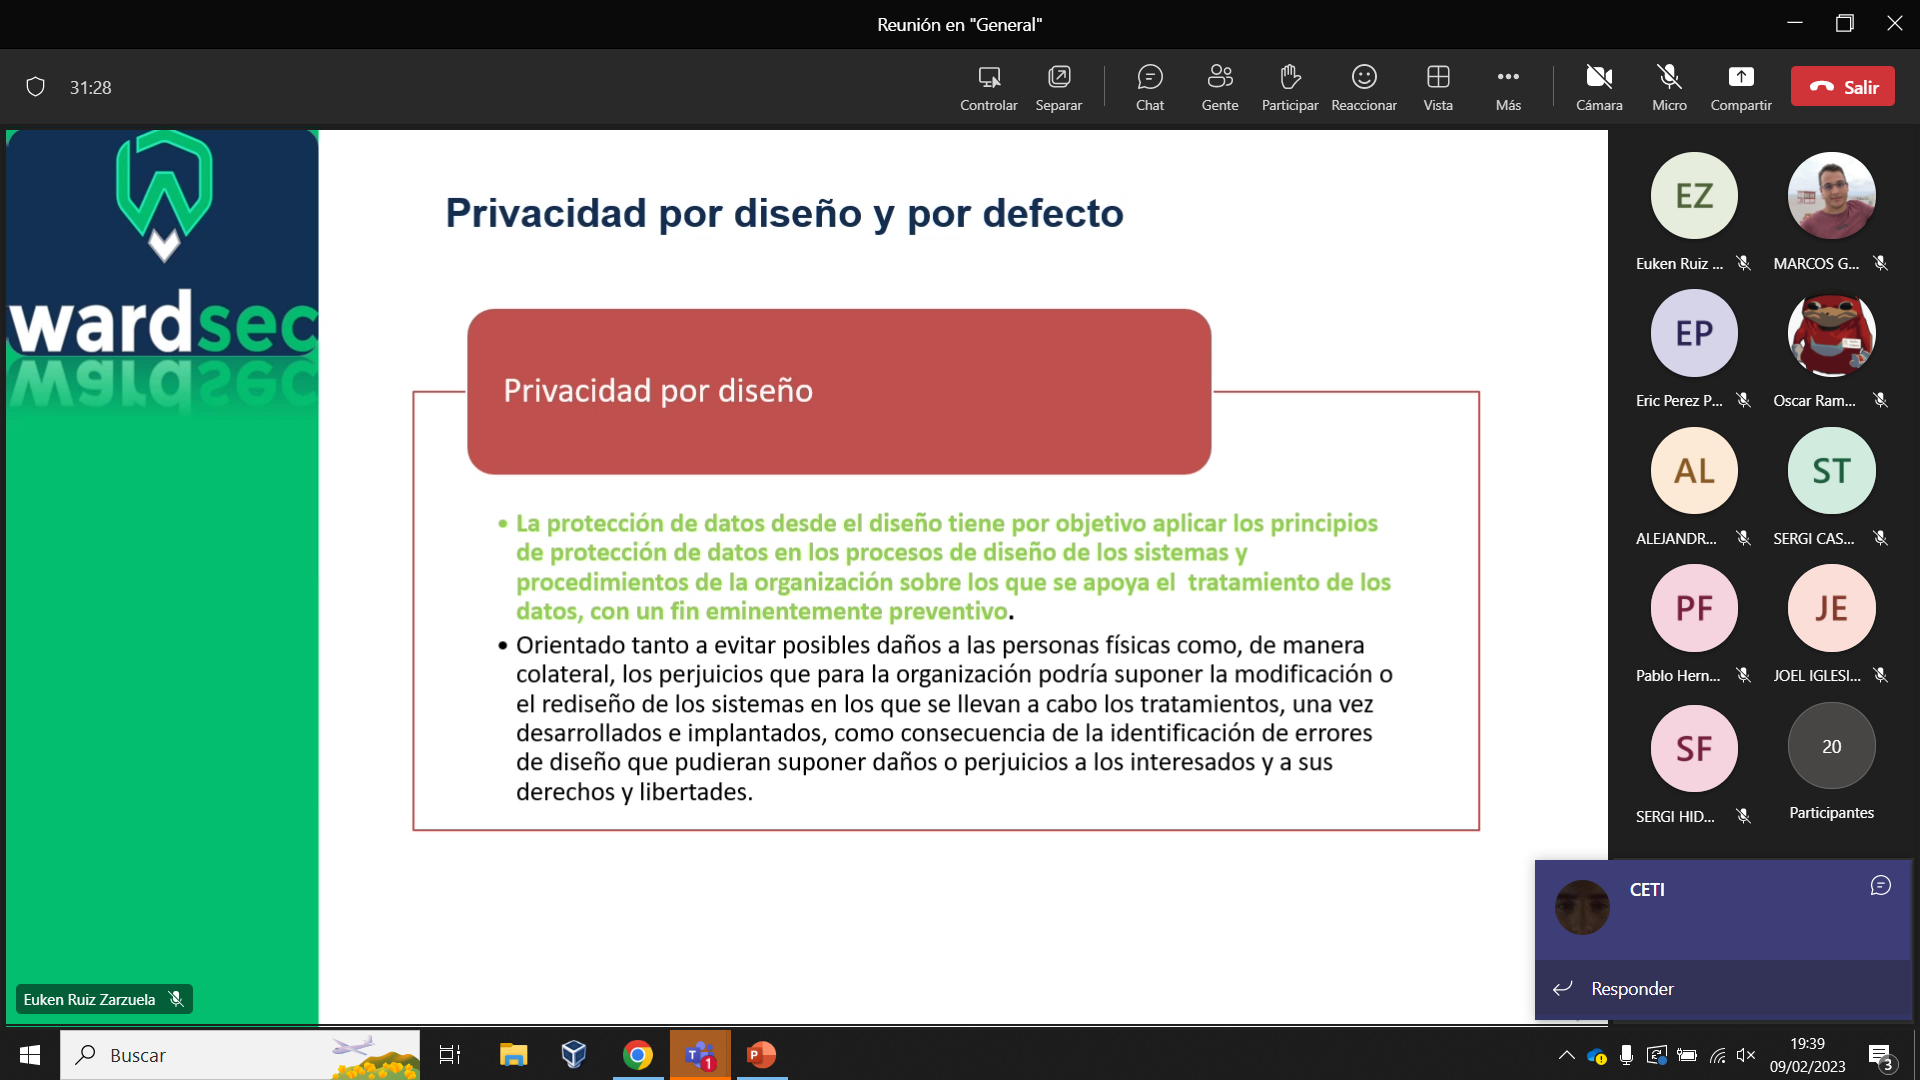 Reunión en "General"
31:28
Controlar
Separar
Chat
Gente
Participar
Reaccionar
Vista
Más
Cámara
Micro
Compartir
Salir
wardsec
Privacidad por diseño y por defecto
Privacidad por diseño
• La protección de datos desde el diseño tiene por objetivo aplicar los principios
de protección de datos en los procesos de diseño de los sistemas y
procedimientos de la organización sobre los que se apoya el tratamiento de los
datos, con un fin eminentemente preventivo.
• Orientado tanto a evitar posibles daños a las personas físicas como, de manera
colateral, los perjuicios que para la organización podría suponer la modificación o
el rediseño de los sistemas en los que se llevan a cabo los tratamientos, una vez
desarrollados e implantados, como consecuencia de la identificación de errores
de diseño que pudieran suponer daños o perjuicios a los interesados y a sus
derechos y libertades.
Euken Ruiz Zarzuela
EZ
Euken Ruiz ...
MARCOS G...
EP
Eric Perez P...
Oscar Ram...
AL
ALEJANDR...
ST
SERGI CAS...
PF
Pablo Hern...
JE
JOEL IGLESI...
SF
SERGI HID...
20
Participantes
CETI
Responder
Buscar
T
1
P
19:39
09/02/2023
3